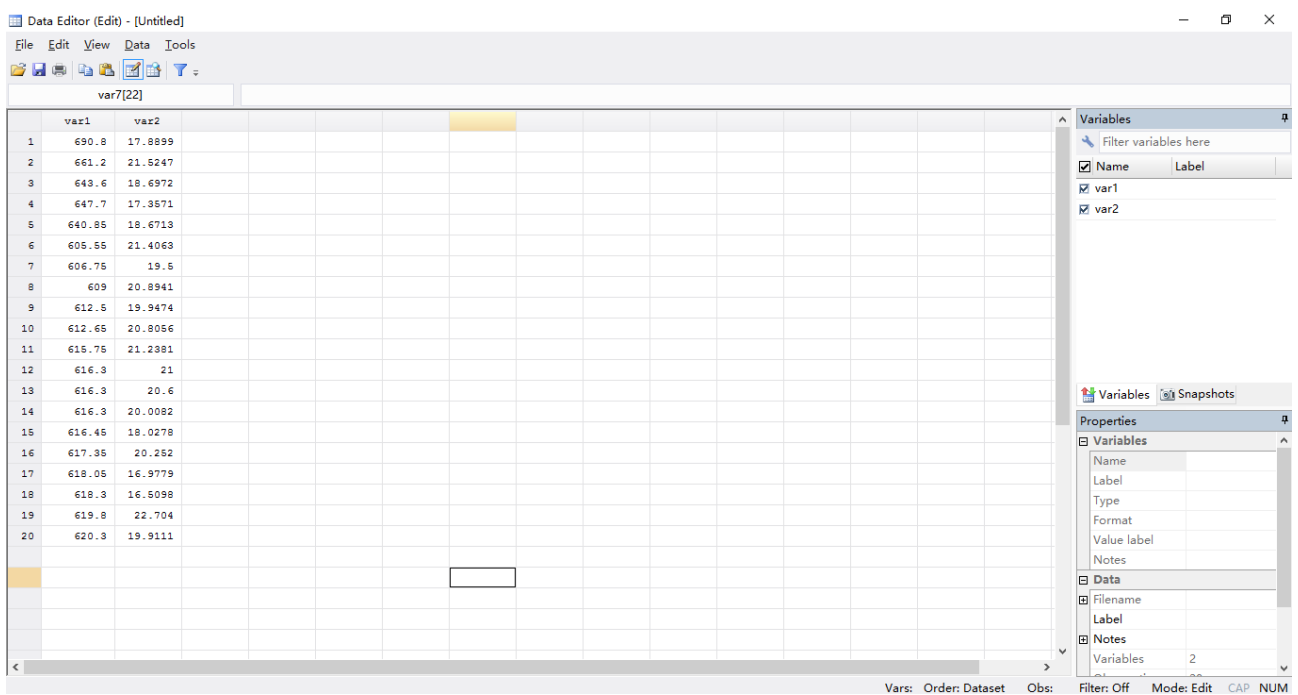 Data Editor (Edit) - [Untitled]
File Edit View Data Tools
var7[22]
var1 var2
1 690.8 17.8899
2 661.2 21.5247
3 643.6 18.6972
4 647.7 17.3571
5 640.85 18.6713
6 605.55 21.4063
7 606.75 19.5
8 609 20.8941
9 612.5 19.9474
10 612.65 20.8056
11 615.75 21.2381
12 616.3 21
13 616.3 20.6
14 616.3 20.0082
15 616.45 18.0278
16 617.35 20.252
17 618.05 16.9779
18 618.3 16.5098
19 619.8 22.704
20 620.3 19.9111
Variables
Filter variables here
Name Label
var1
var2
Variables Snapshots
Properties
Variables
Name
Label
Type
Format
Value label
Notes
Data
Filename
Label
Notes
Variables 2
Vars: Order: Dataset Obs: Filter: Off Mode: Edit CAP NUM